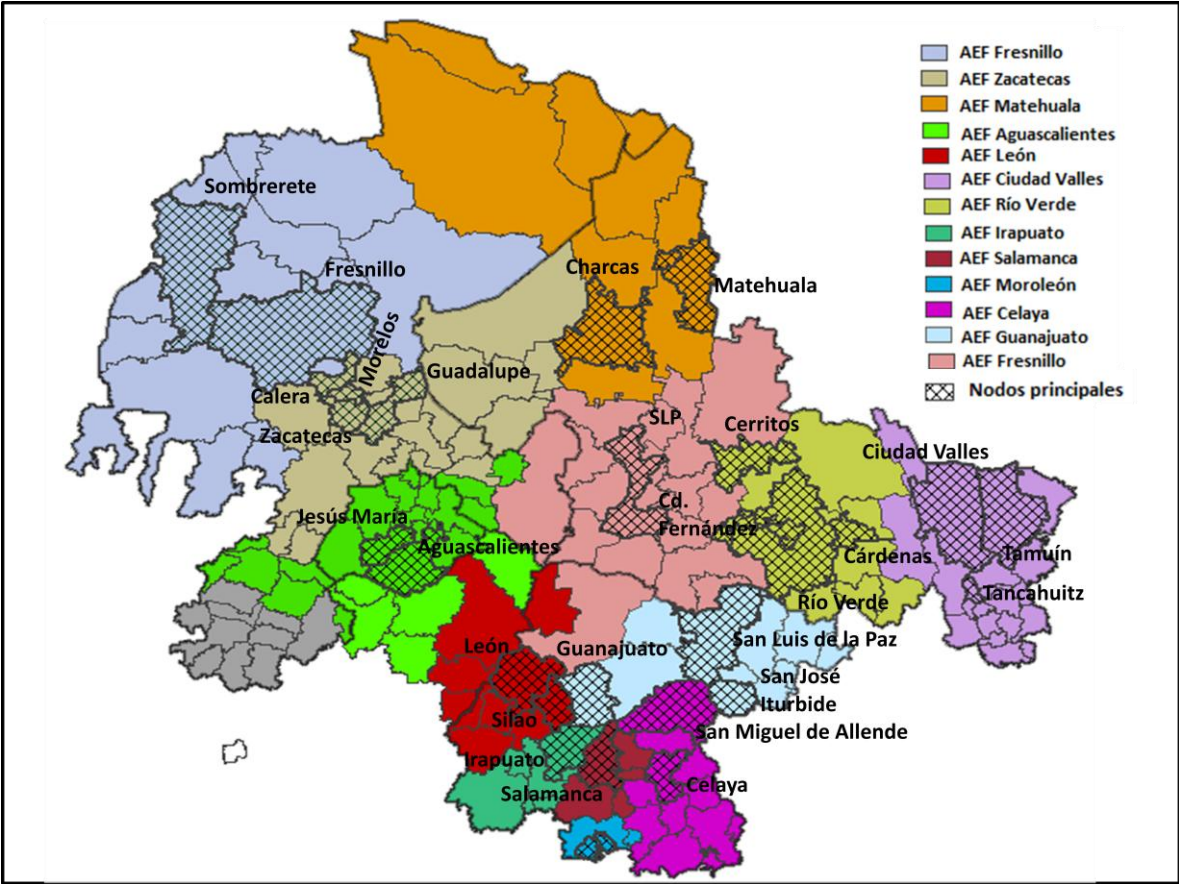 AEF Fresnillo
AEF Zacatecas
AEF Matehuala
AEF Aguascalientes
AEF León
AEF Ciudad Valles
AEF Río Verde
AEF Irapuato
AEF Salamanca
AEF Moroleón
AEF Celaya
AEF Guanajuato
AEF Fresnillo
Nodos principales
Sombrerete
Fresnillo
Charcas
Matehuala
Morelos
Guadalupe
Calera
Zacatecas
SLP
Cerritos
Ciudad Valles
Jesús María
Aguascalientes
Cd.
Fernández
Cárdenas
Tamuín
Tancahuitz
Río Verde
León
Guanajuato
San Luis de la Paz
San José
Iturbide
Silao
San Miguel de Allende
Irapuato
Salamanca
Celaya